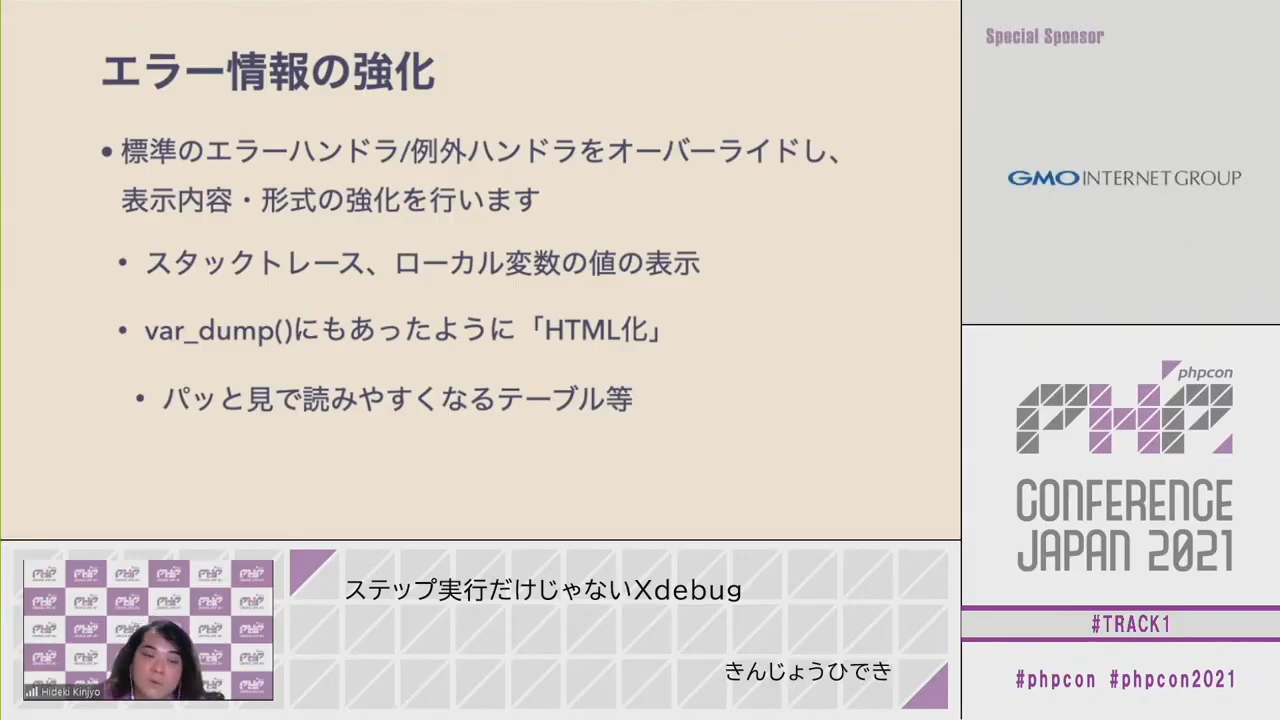 エラー情報の強化
• 標準のエラーハンドラ/例外ハンドラをオーバーライドし、
表示内容・形式の強化を行います
• スタックトレース、ローカル変数の値の表示
• var_dump()にもあったように「HTML化」
• パッと見で読みやすくなるテーブル等
Special Sponsor
GMO INTERNET GROUP
phpcon
PHP
CONFERENCE
JAPAN 2021
#TRACK1
#phpcon #phpcon2021
ステップ実行だけじゃないXdebug
きんじょうひでき
Hideki Kinjyo